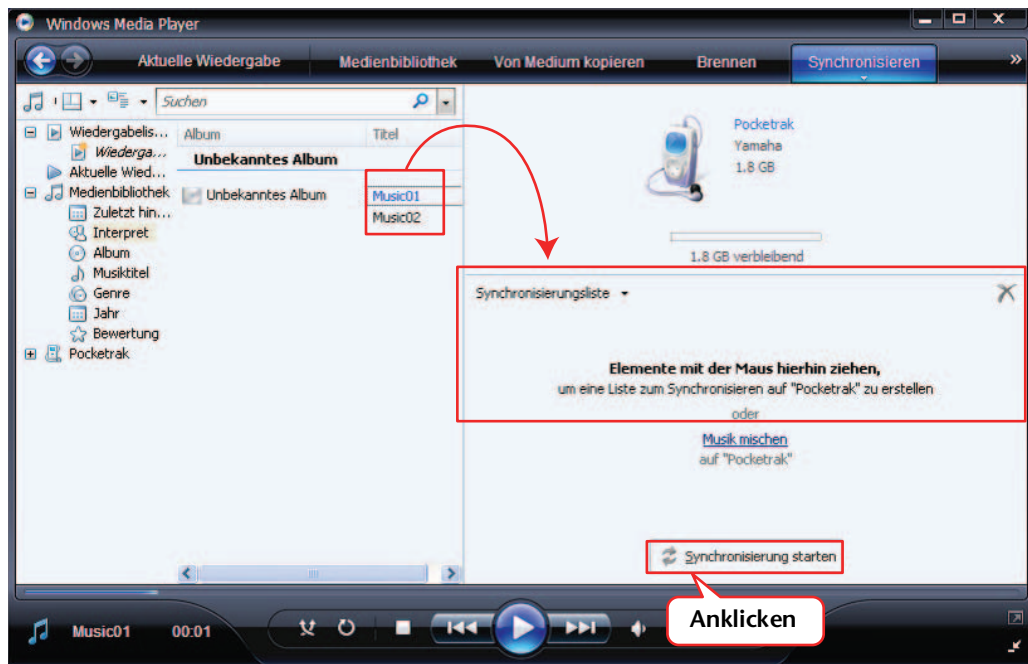 Windows Media Player
Aktuelle Wiedergabe Medienbibliothek Von Medium kopieren Brennen Synchronisieren »
Suchen
Wiedergabelis...
Wiederga...
Aktuelle Wied...
Medienbibliothek
Zuletzt hin...
Interpret
Album
Musiktitel
Genre
Jahr
Bewertung
Pocketrak
Album Titel
Unbekanntes Album
Unbekanntes Album Music01
Music02
Pocketrak
Yamaha
1.8 GB
1.8 GB verbleibend
Synchronisierungsliste
Elemente mit der Maus hierhin ziehen,
um eine Liste zum Synchronisieren auf "Pocketrak" zu erstellen
oder
Musik mischen
auf "Pocketrak"
Synchronisierung starten
Anklicken
Music01 00:01